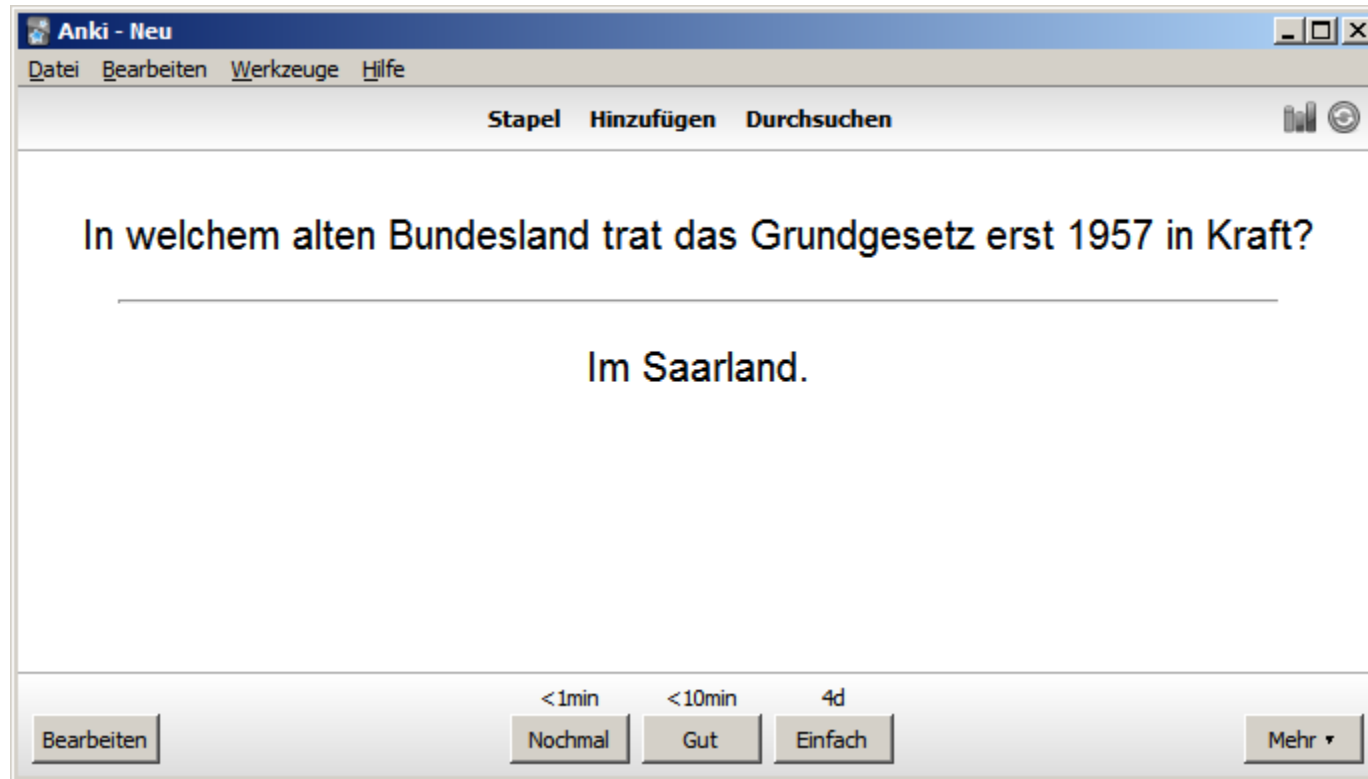 Anki - Neu
Datei Bearbeiten Werkzeuge Hilfe
Stapel Hinzufügen Durchsuchen
In welchem alten Bundesland trat das Grundgesetz erst 1957 in Kraft?
Im Saarland.
<1min <10min 4d
Bearbeiten Nochmal Gut Einfach Mehr ▾